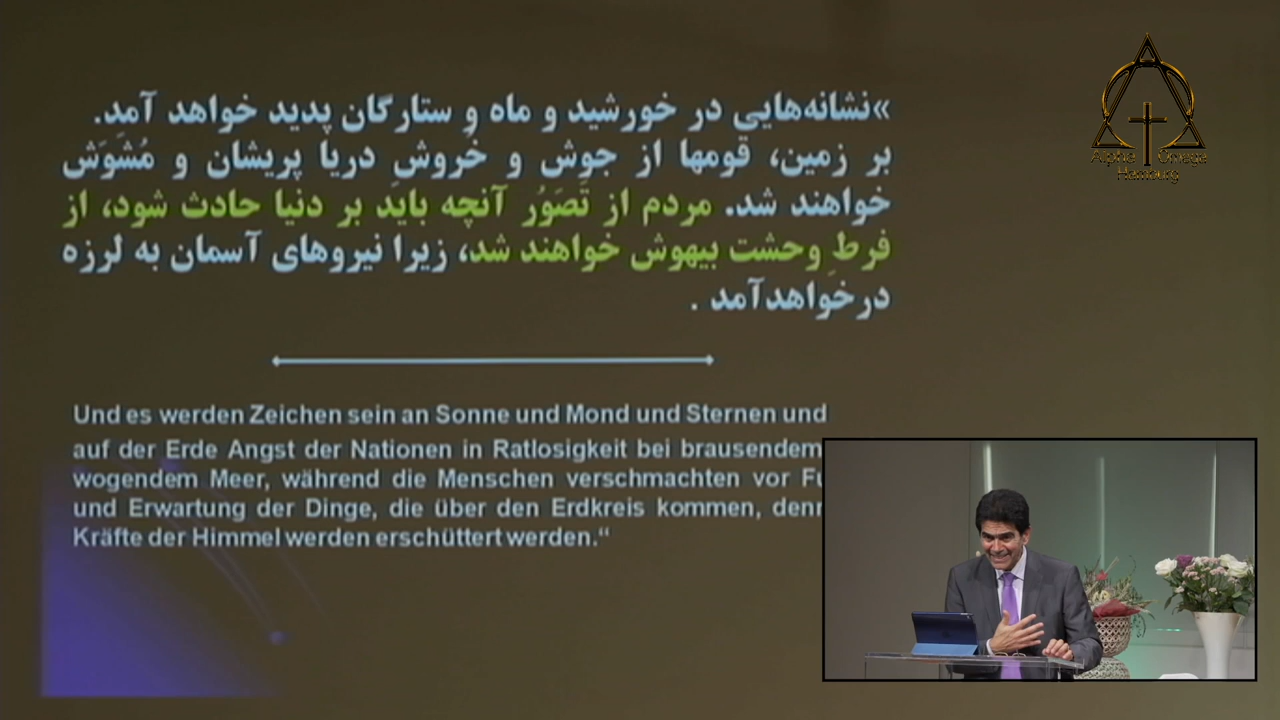 »نشانه‌هایی در خورشید و ماه و ستارگان پدید خواهد آمد.
بر زمین، قومها از جوش و خُروشِ دریا پریشان و مُشَوَش
خواهند شد. مردم از تَصَوُر آنچه باید بر دنیا حادث شود، از
فرطِ وحشت بیهوش خواهند شد، زیرا نیروهای آسمان به لرزه
درخواهدآمد .
Und es werden Zeichen sein an Sonne und Mond und Sternen und
auf der Erde Angst der Nationen in Ratlosigkeit bei brausendem
wogendem Meer, während die Menschen verschmachten vor
und Erwartung der Dinge, die über den Erdkreis kommen,
Kräfte der Himmel werden erschüttert werden.“
Alpha Omega
Hamburg